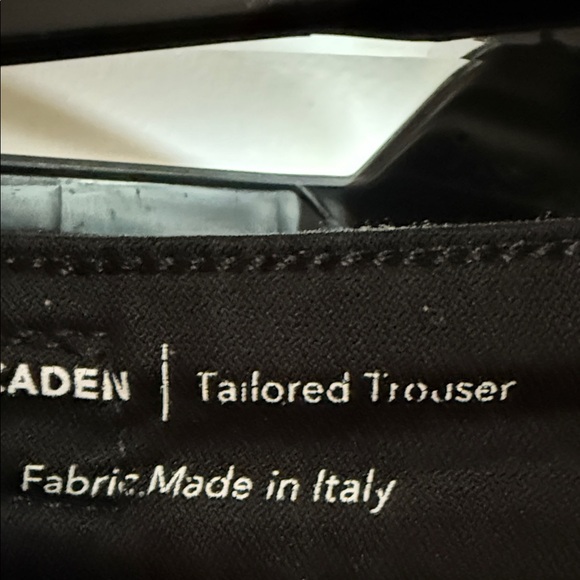 CADEN | Tailored Trouser
Fabric Made in Italy